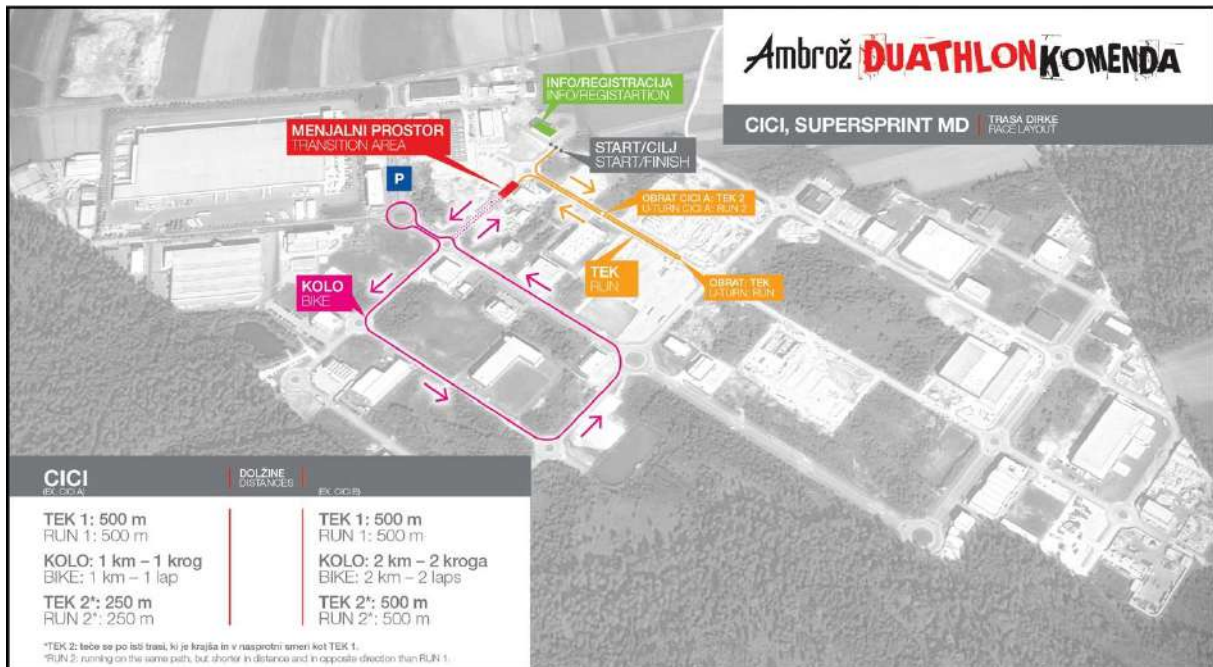 Ambrož DUATHLON KOMENDA
CICI, SUPERSPRINT MD
TRASA DIRKE
RACE LAYOUT
INFO/REGISTRACIJA
INFO/REGISTARTION
MENJALNI PROSTOR
TRANSITION AREA
START/CILJ
START/FINISH
P
OBRAT CICI A: TEK 2
U-TURN CICI A: RUN 2
TEK
RUN
OBRAT: TEK
U-TURN: RUN
KOLO
BIKE
CICI
(EX. CICI A)
DOLŽINE
DISTANCES
(EX. CICI B)
TEK 1: 500 m
RUN 1: 500 m
KOLO: 1 km – 1 krog
BIKE: 1 km – 1 lap
TEK 2*: 250 m
RUN 2*: 250 m
TEK 1: 500 m
RUN 1: 500 m
KOLO: 2 km – 2 kroga
BIKE: 2 km – 2 laps
TEK 2*: 500 m
RUN 2*: 500 m
*TEK 2: teče se po isti trasi, ki je krajša in v nasprotni smeri kot TEK 1.
*RUN 2: running on the same path, but shorter in distance and in opposite direction than RUN 1.